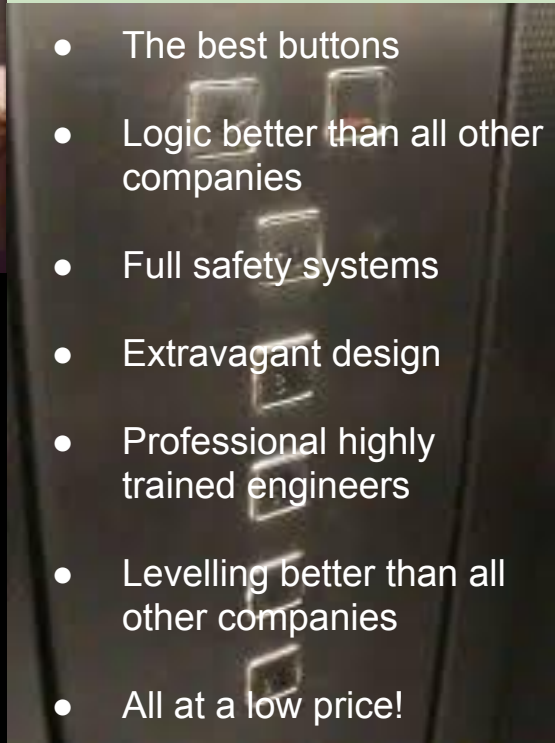 ● The best buttons
● Logic better than all other
companies
● Full safety systems
● Extravagant design
● Professional highly
trained engineers
● Levelling better than all
other companies
● All at a low price!